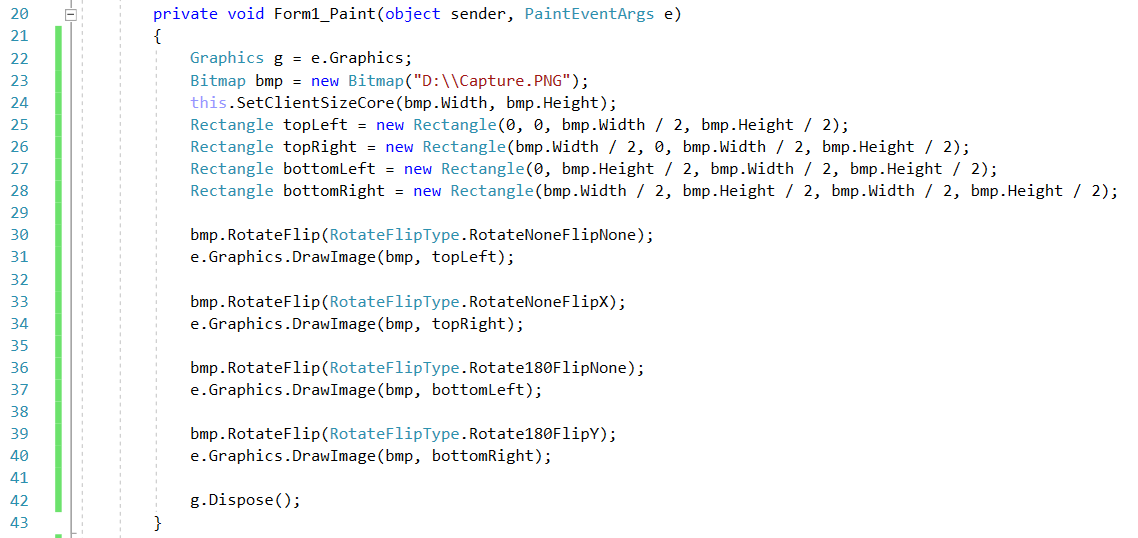 20 private void Form1_Paint(object sender, PaintEventArgs e)
21 {
22 Graphics g = e.Graphics;
23 Bitmap bmp = new Bitmap("D:\\Capture.PNG");
24 this.SetClientSizeCore(bmp.Width, bmp.Height);
25 Rectangle topLeft = new Rectangle(0, 0, bmp.Width / 2, bmp.Height / 2);
26 Rectangle topRight = new Rectangle(bmp.Width / 2, 0, bmp.Width / 2, bmp.Height / 2);
27 Rectangle bottomLeft = new Rectangle(0, bmp.Height / 2, bmp.Width / 2, bmp.Height / 2);
28 Rectangle bottomRight = new Rectangle(bmp.Width / 2, bmp.Height / 2, bmp.Width / 2, bmp.Height / 2);
29
30 bmp.RotateFlip(RotateFlipType.RotateNoneFlipNone);
31 e.Graphics.DrawImage(bmp, topLeft);
32
33 bmp.RotateFlip(RotateFlipType.RotateNoneFlipX);
34 e.Graphics.DrawImage(bmp, topRight);
35
36 bmp.RotateFlip(RotateFlipType.Rotate180FlipNone);
37 e.Graphics.DrawImage(bmp, bottomLeft);
38
39 bmp.RotateFlip(RotateFlipType.Rotate180FlipY);
40 e.Graphics.DrawImage(bmp, bottomRight);
41
42 g.Dispose();
43 }